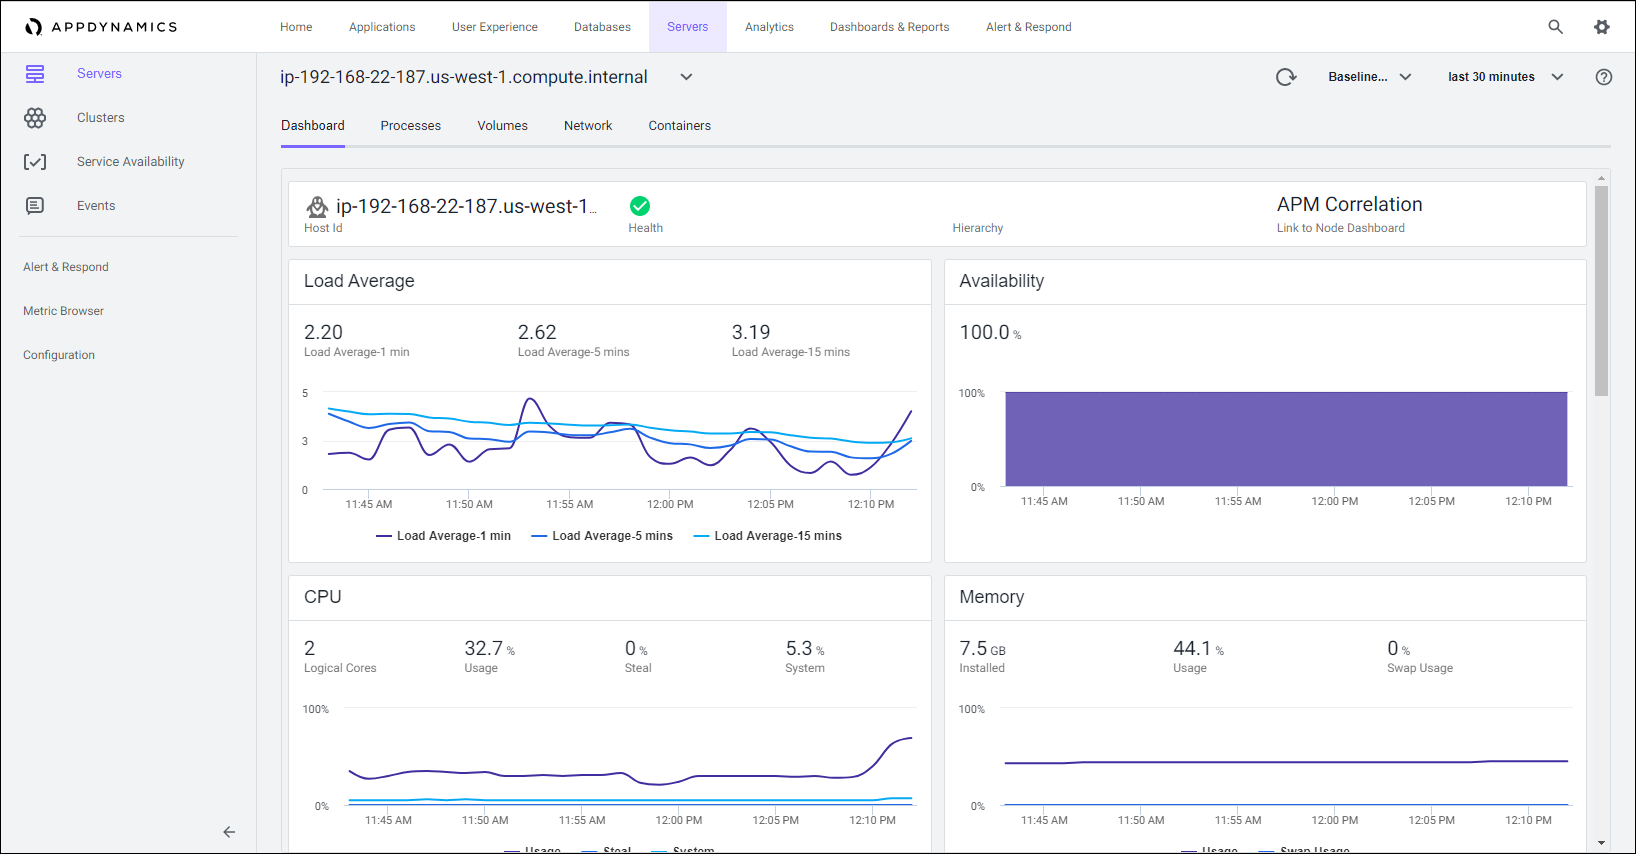 APPDYNAMICS
Home Applications User Experience Databases Servers Analytics Dashboards & Reports Alert & Respond
Servers
Clusters
Service Availability
Events
Alert & Respond
Metric Browser
Configuration
ip-192-168-22-187.us-west-1.compute.internal
Baseline... last 30 minutes
Dashboard Processes Volumes Network Containers
ip-192-168-22-187.us-west-1... APM Correlation
Host Id Health Hierarchy Link to Node Dashboard
Load Average
2.20 2.62 3.19
Load Average-1 min Load Average-5 mins Load Average-15 mins
5
3
0
11:45 AM 11:50 AM 11:55 AM 12:00 PM 12:05 PM 12:10 PM
Load Average-1 min Load Average-5 mins Load Average-15 mins
Availability
100.0 %
100%
0%
11:45 AM 11:50 AM 11:55 AM 12:00 PM 12:05 PM 12:10 PM
CPU
2 32.7 % 0 % 5.3 %
Logical Cores Usage Steal System
100%
0%
11:45 AM 11:50 AM 11:55 AM 12:00 PM 12:05 PM 12:10 PM
Usage Steal System
Memory
7.5 GB 44.1 % 0 %
Installed Usage Swap Usage
100%
0%
11:45 AM 11:50 AM 11:55 AM 12:00 PM 12:05 PM 12:10 PM
Usage Swap Usage